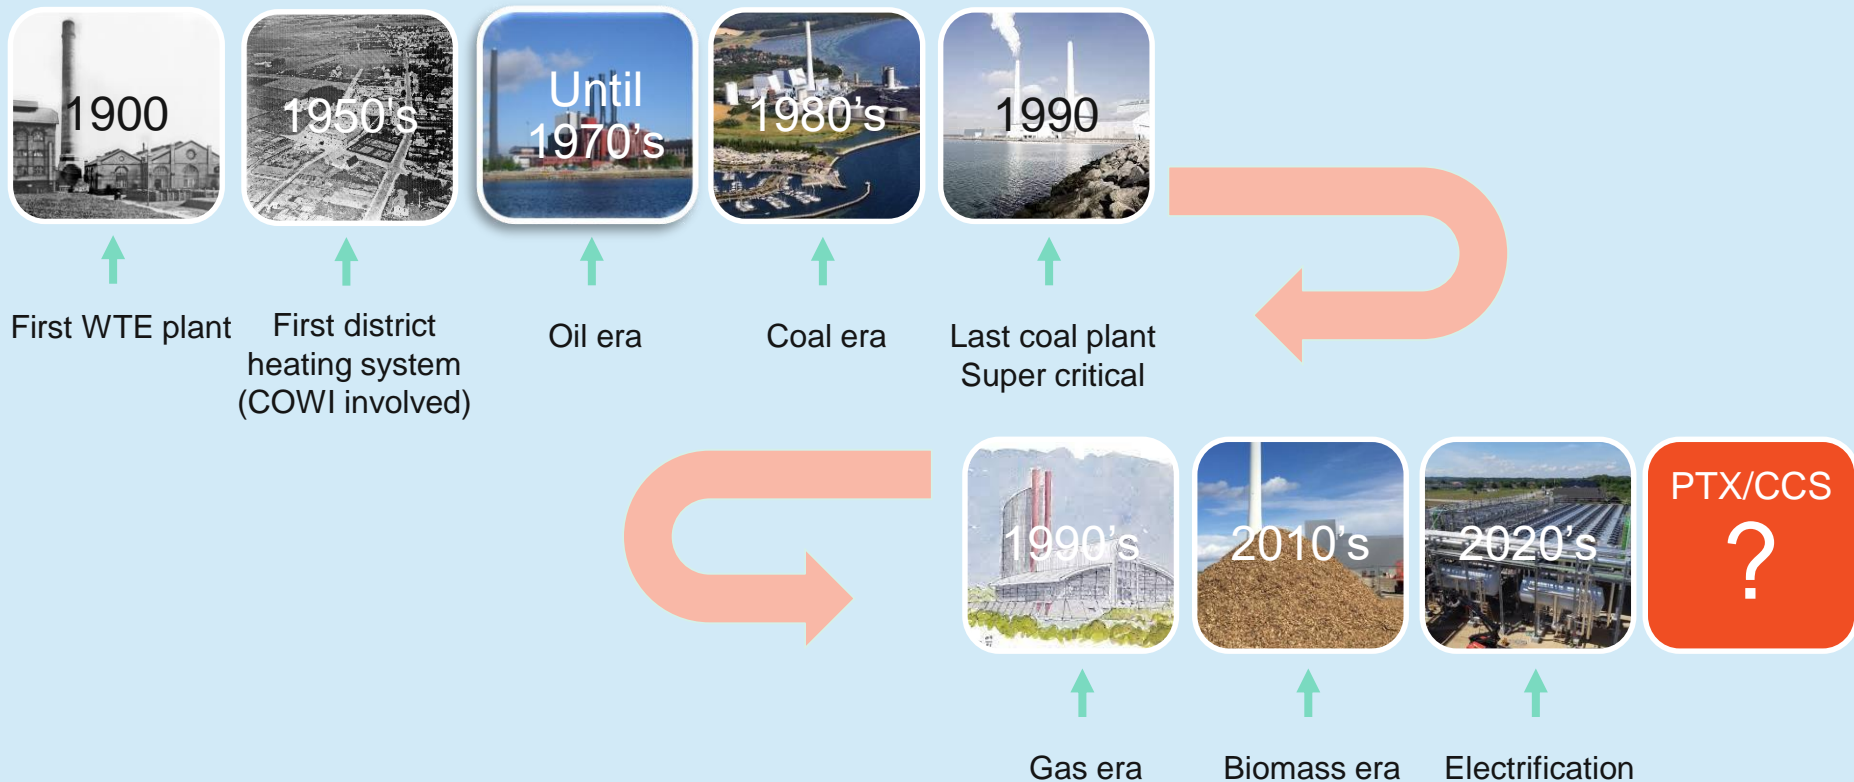 1900
1950's
Until
1970's
1980's
1990
First WTE plant
First district
heating system
(COWI involved)
Oil era
Coal era
Last coal plant
Super critical
1990's
2010's
2020's
PTX/CCS
?
Gas era
Biomass era
Electrification